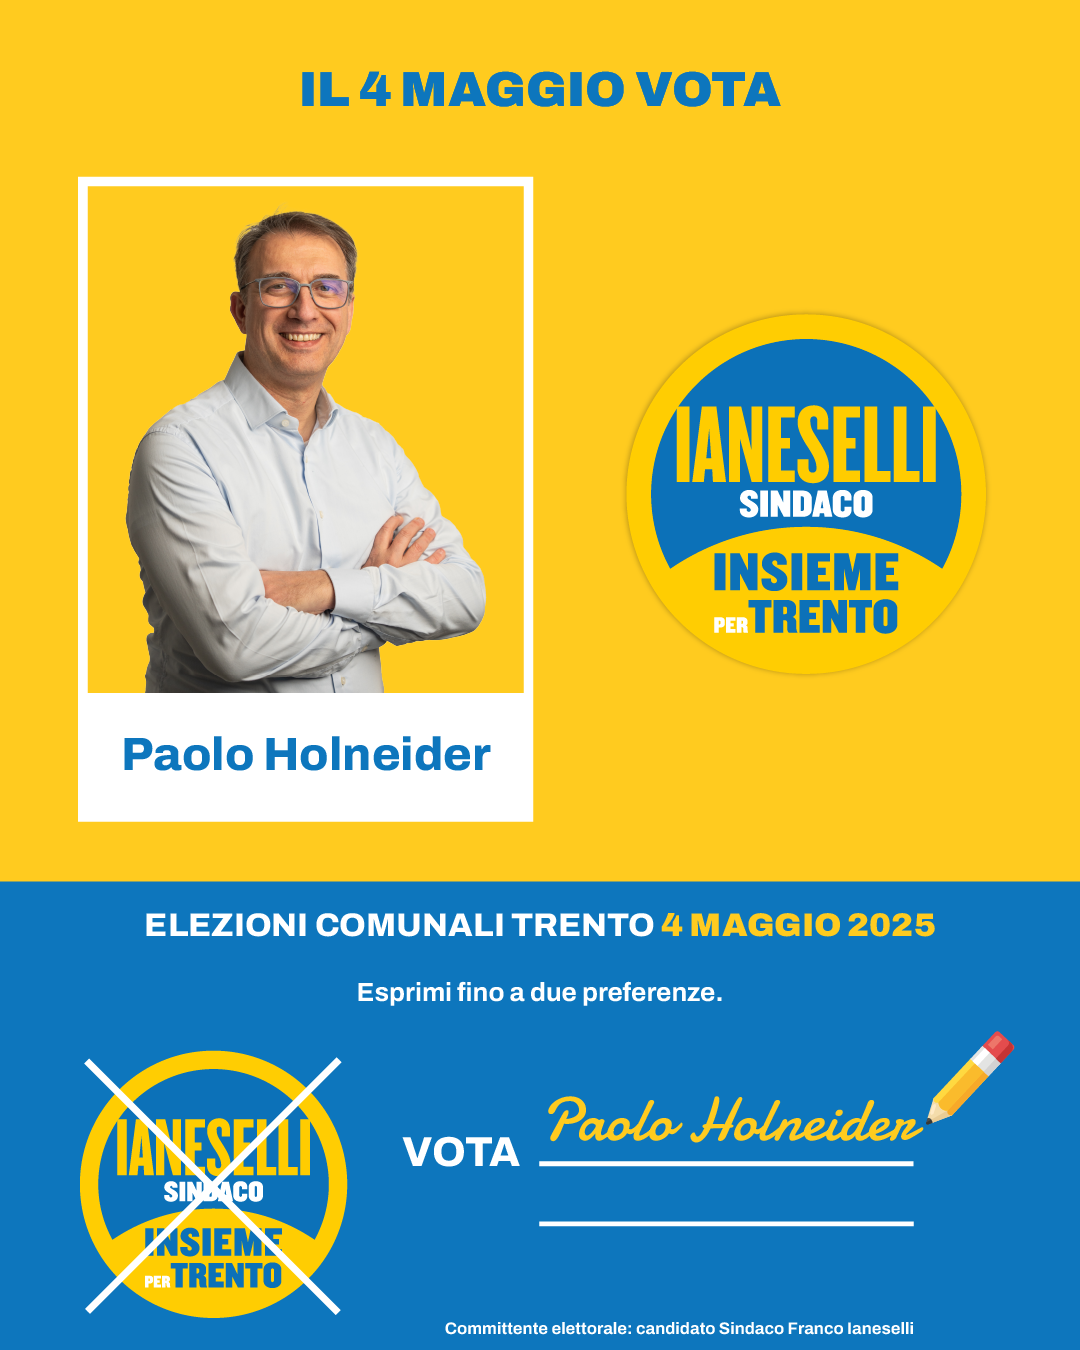 IL 4 MAGGIO VOTA
IANESELLI
SINDACO
INSIEME
PER TRENTO
Paolo Holneider
ELEZIONI COMUNALI TRENTO 4 MAGGIO 2025
Esprimi fino a due preferenze.
IANESELLI
SINDACO
INSIEME
PER TRENTO
VOTA
Paolo Holneider
Committente elettorale: candidato Sindaco Franco Ianeselli